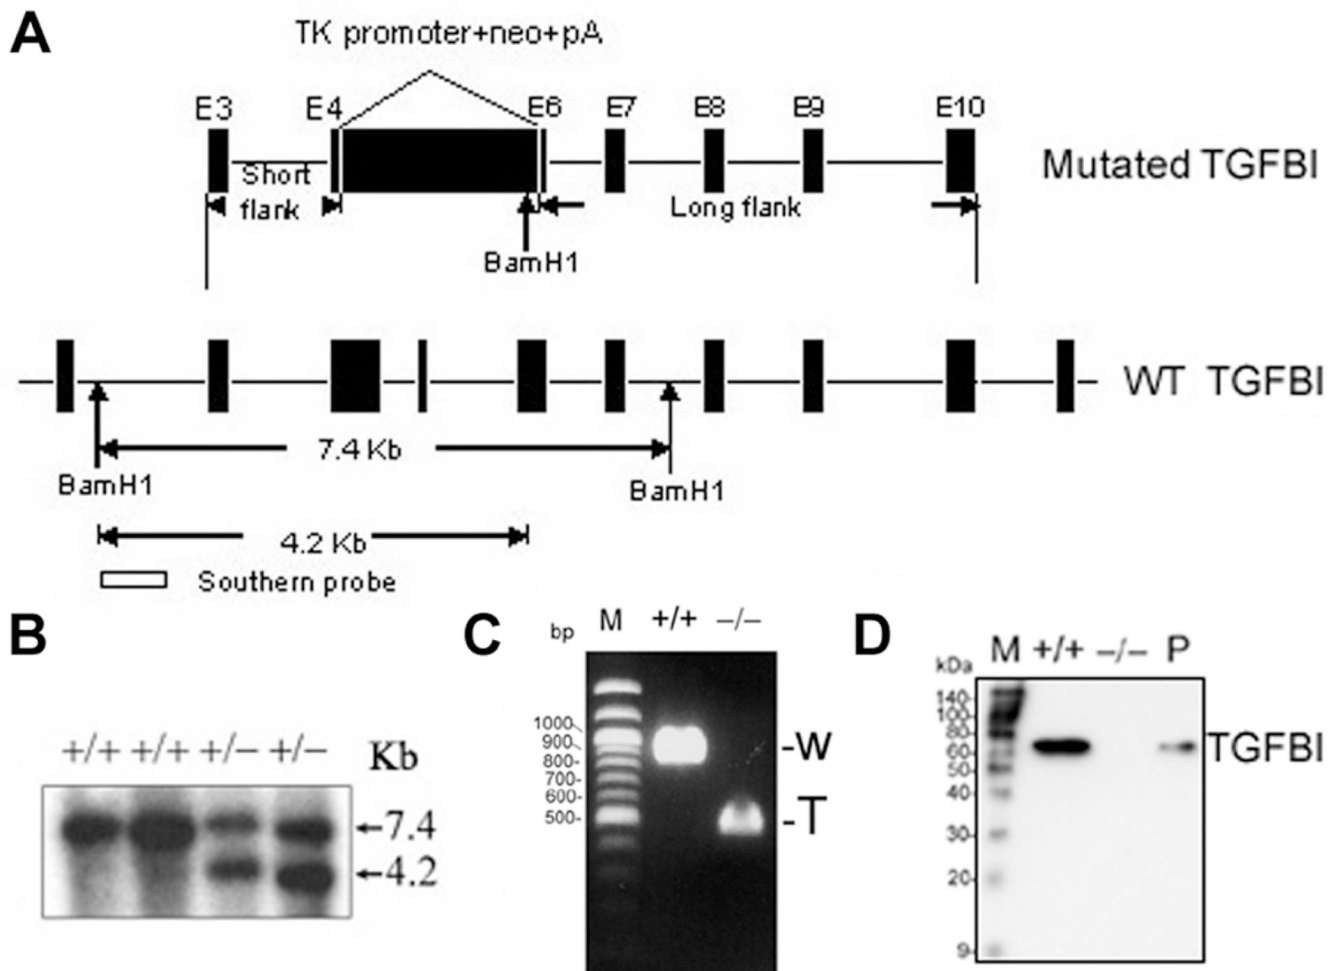 A
TK promoter+neo+pA
E3 E4 E6 E7 E8 E9 E10
Mutated TGFBI
Short
flank
Long flank
BamH1
WT TGFBI
7.4 Kb
BamH1
BamH1
4.2 Kb
Southern probe
B
+/+ +/+ +/− +/− Kb
←7.4
←4.2
C
bp M +/+ −/−
1000
900
800-
700-
600-
500-
-W
-T
D
kDa M +/+ −/− P
140
100
80
60
50
40
30
20
9
TGFBI